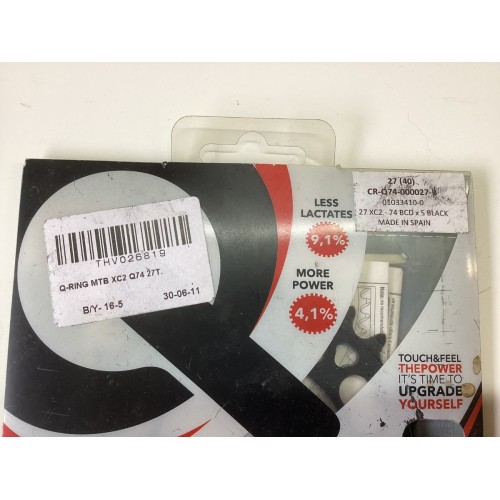 THV026819
Q-RING MTB XC2 Q74 27T.
B/Y- 16-5
30-06-11
LESS
LACTATES
9,1%
MORE
POWER
4,1%
27 (40)
CR-Q74-000027-
01033410-0
27 XC2 - 74 BCD x 5 BLACK
MADE IN SPAIN
TOUCH&FEEL
THEPOWER
IT'S TIME TO
UPGRADE
YOURSELF